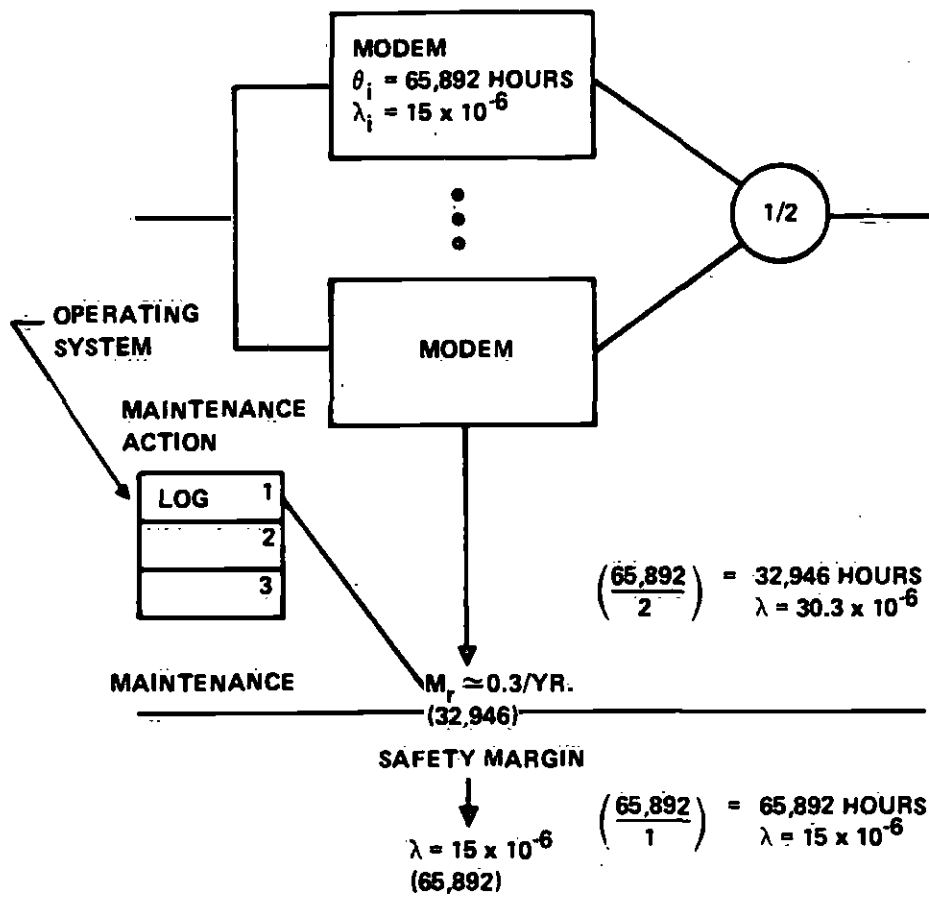 MODEM
θi = 65,892 HOURS
λi = 15 x 10^-6
1/2
MODEM
OPERATING
SYSTEM
MAINTENANCE
ACTION
LOG 1
2
3
(65,892/2) = 32,946 HOURS
λ = 30.3 x 10^-6
MAINTENANCE
Mr ≃ 0.3/YR.
(32,946)
SAFETY MARGIN
(65,892/1) = 65,892 HOURS
λ = 15 x 10^-6
λ = 15 x 10^-6
(65,892)